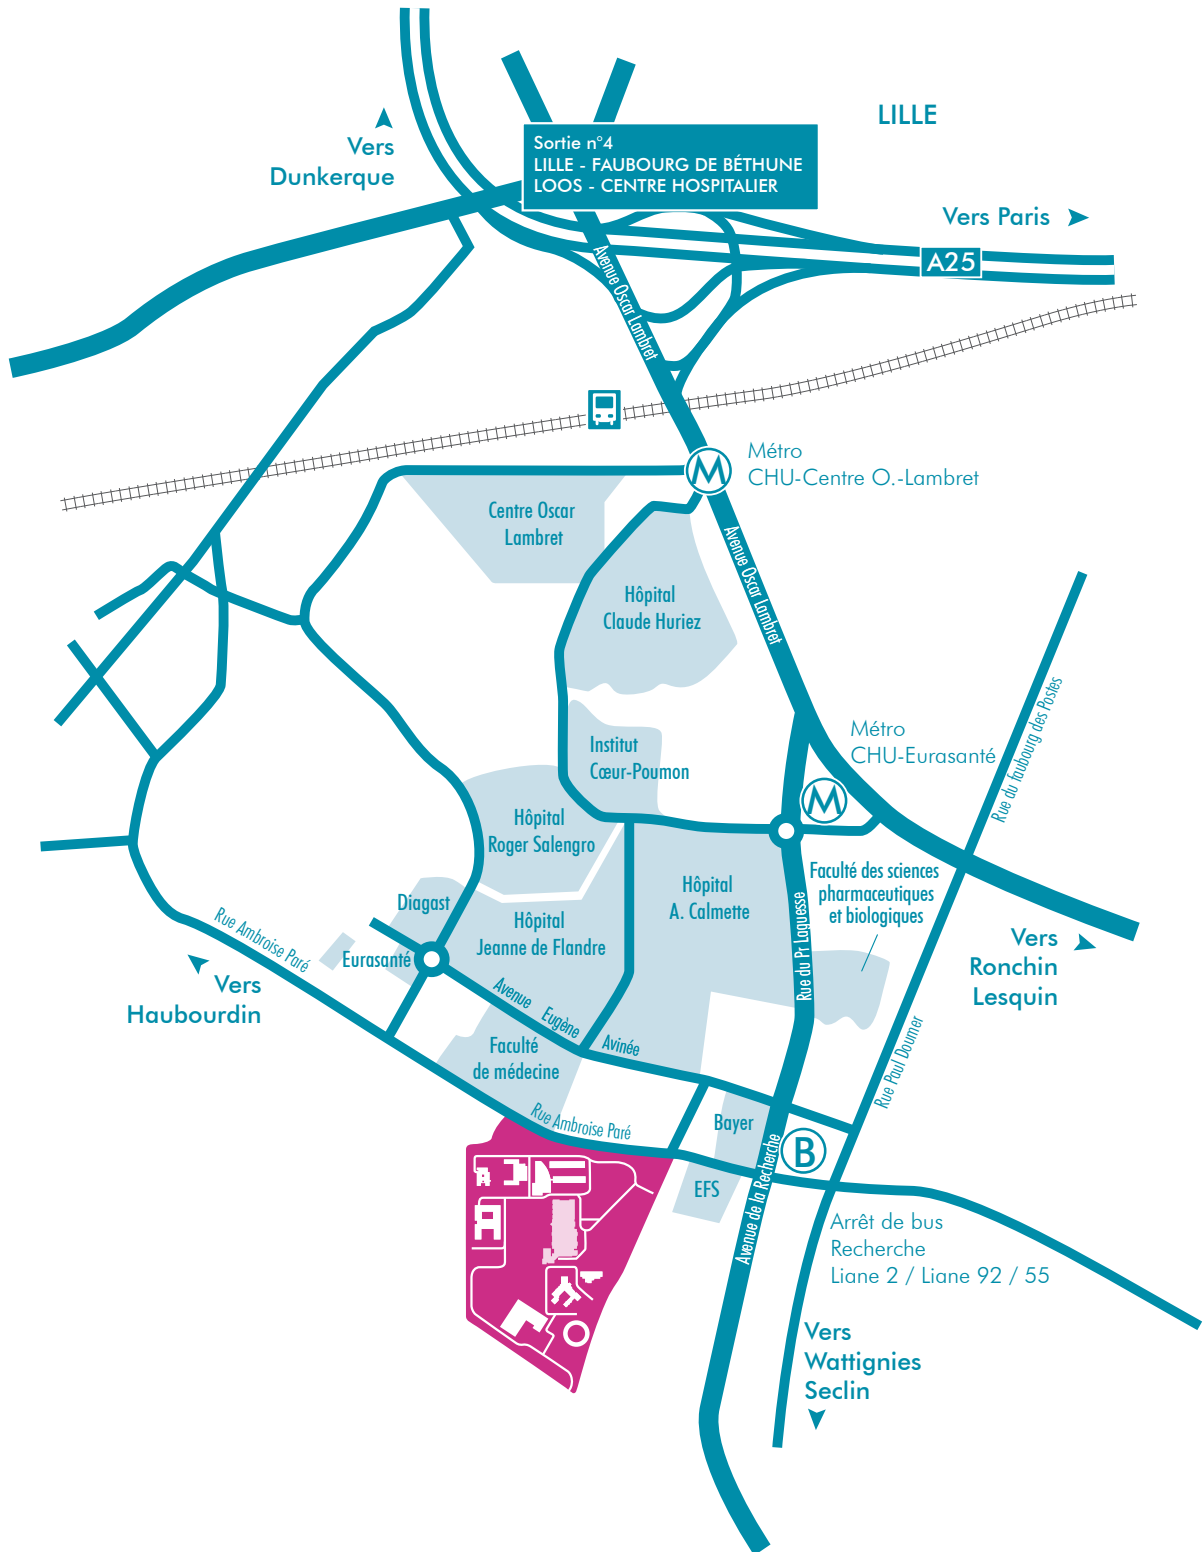 LILLE
Vers
Dunkerque
Sortie n°4
LILLE - FAUBOURG DE BÉTHUNE
LOOS - CENTRE HOSPITALIER
Vers Paris
A25
Avenue Oscar Lambret
M
Métro
CHU-Centre O.-Lambret
Centre Oscar
Lambret
Avenue Oscar Lambret
Hôpital
Claude Huriez
Rue du faubourg des Postes
Métro
CHU-Eurasanté
M
Institut
Cœur-Poumon
Hôpital
Roger Salengro
Faculté des sciences
pharmaceutiques
et biologiques
Hôpital
A. Calmette
Diagast
Hôpital
Jeanne de Flandre
Rue du Pr Laguesse
Rue Ambroise Paré
Eurasanté
Vers
Ronchin
Lesquin
Vers
Haubourdin
Avenue Eugène Avinée
Faculté
de médecine
Rue Paul Doumer
Rue Ambroise Paré
Bayer
B
EFS
Avenue de la Recherche
Arrêt de bus
Recherche
Liane 2 / Liane 92 / 55
Vers
Wattignies
Seclin